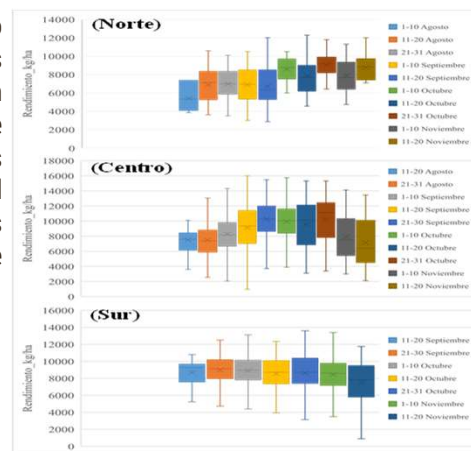 (Norte)
Rendimiento_kg/ha
14000
12000
10000
8000
6000
4000
2000
0
1-10 Agosto
11-20 Agosto
21-31 Agosto
1-10 Septiembre
11-20 Septiembre
1-10 Octubre
11-20 Octubre
21-31 Octubre
1-10 Noviembre
11-20 Noviembre
(Centro)
Rendimiento_kg/ha
18000
16000
14000
12000
10000
8000
6000
4000
2000
0
11-20 Agosto
21-31 Agosto
1-10 Septiembre
11-20 Septiembre
21-30 Septiembre
1-10 Octubre
11-20 Octubre
21-31 Octubre
1-10 Noviembre
11-20 Noviembre
(Sur)
Rendimiento_kg/ha
16000
14000
12000
10000
8000
6000
4000
2000
0
11-20 Septiembre
21-30 Septiembre
1-10 Octubre
11-20 Octubre
21-31 Octubre
1-10 Noviembre
11-20 Noviembre